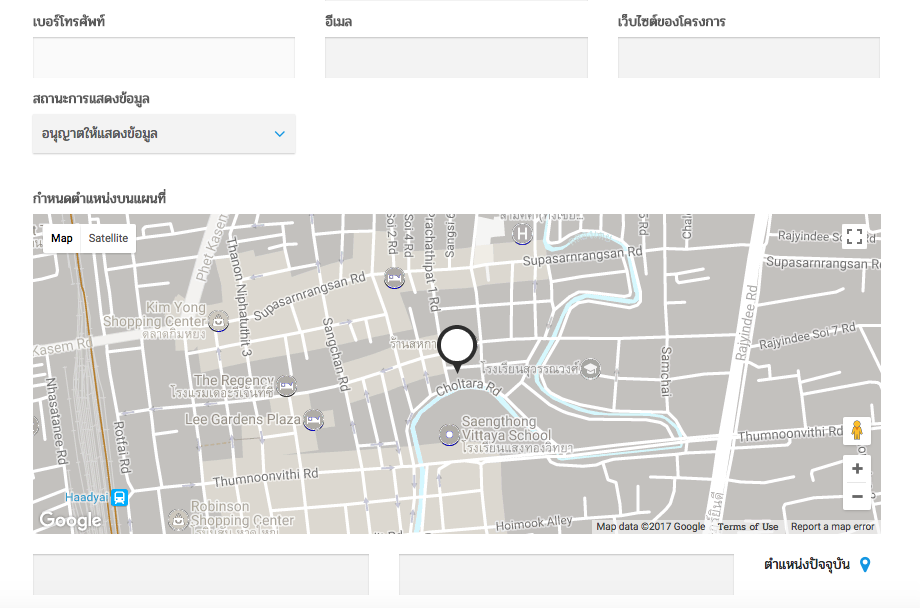 เบอร์โทรศัพท์
อีเมล
เว็บไซต์ของโครงการ
สถานะการแสดงข้อมูล
อนุญาตให้แสดงข้อมูล
กำหนดตำแหน่งบนแผนที่
Map
Satellite
Phet Kasem
Thanon Niphatuthit 3
Supasarnrangsan Rd
Soi 2 Rd
Soi 4 Rd
rachathipat 1 Rd
H
Supasarnrangsan Rd
Supasarnrangsan
Rajyindee
Rajyindee Rd
Rajyindee Soi 7 Rd
Kim Yong
Shopping Center
ตลาดกิมหยง
Kasem Rd
Sangchan Rd
โรงเรียนสุวรรณวงศ์
Samchai
The Regency
โรงแรมเดอะรีเจ้นท์ซี
Choltara Rd
Lee Gardens Plaza
Saengthong
Vittaya School
โรงเรียนแสงทองวิทยา
Nhasatanee Rd
Rotfai Rd
Thumnoonvithi Rd
Thumnoonvithi Rd
Haadyai
Robinson
Shopping Center
Hoimook Alley
Google
Map data ©2017 Google
Terms of Use
Report a map error
ตำแหน่งปัจจุบัน